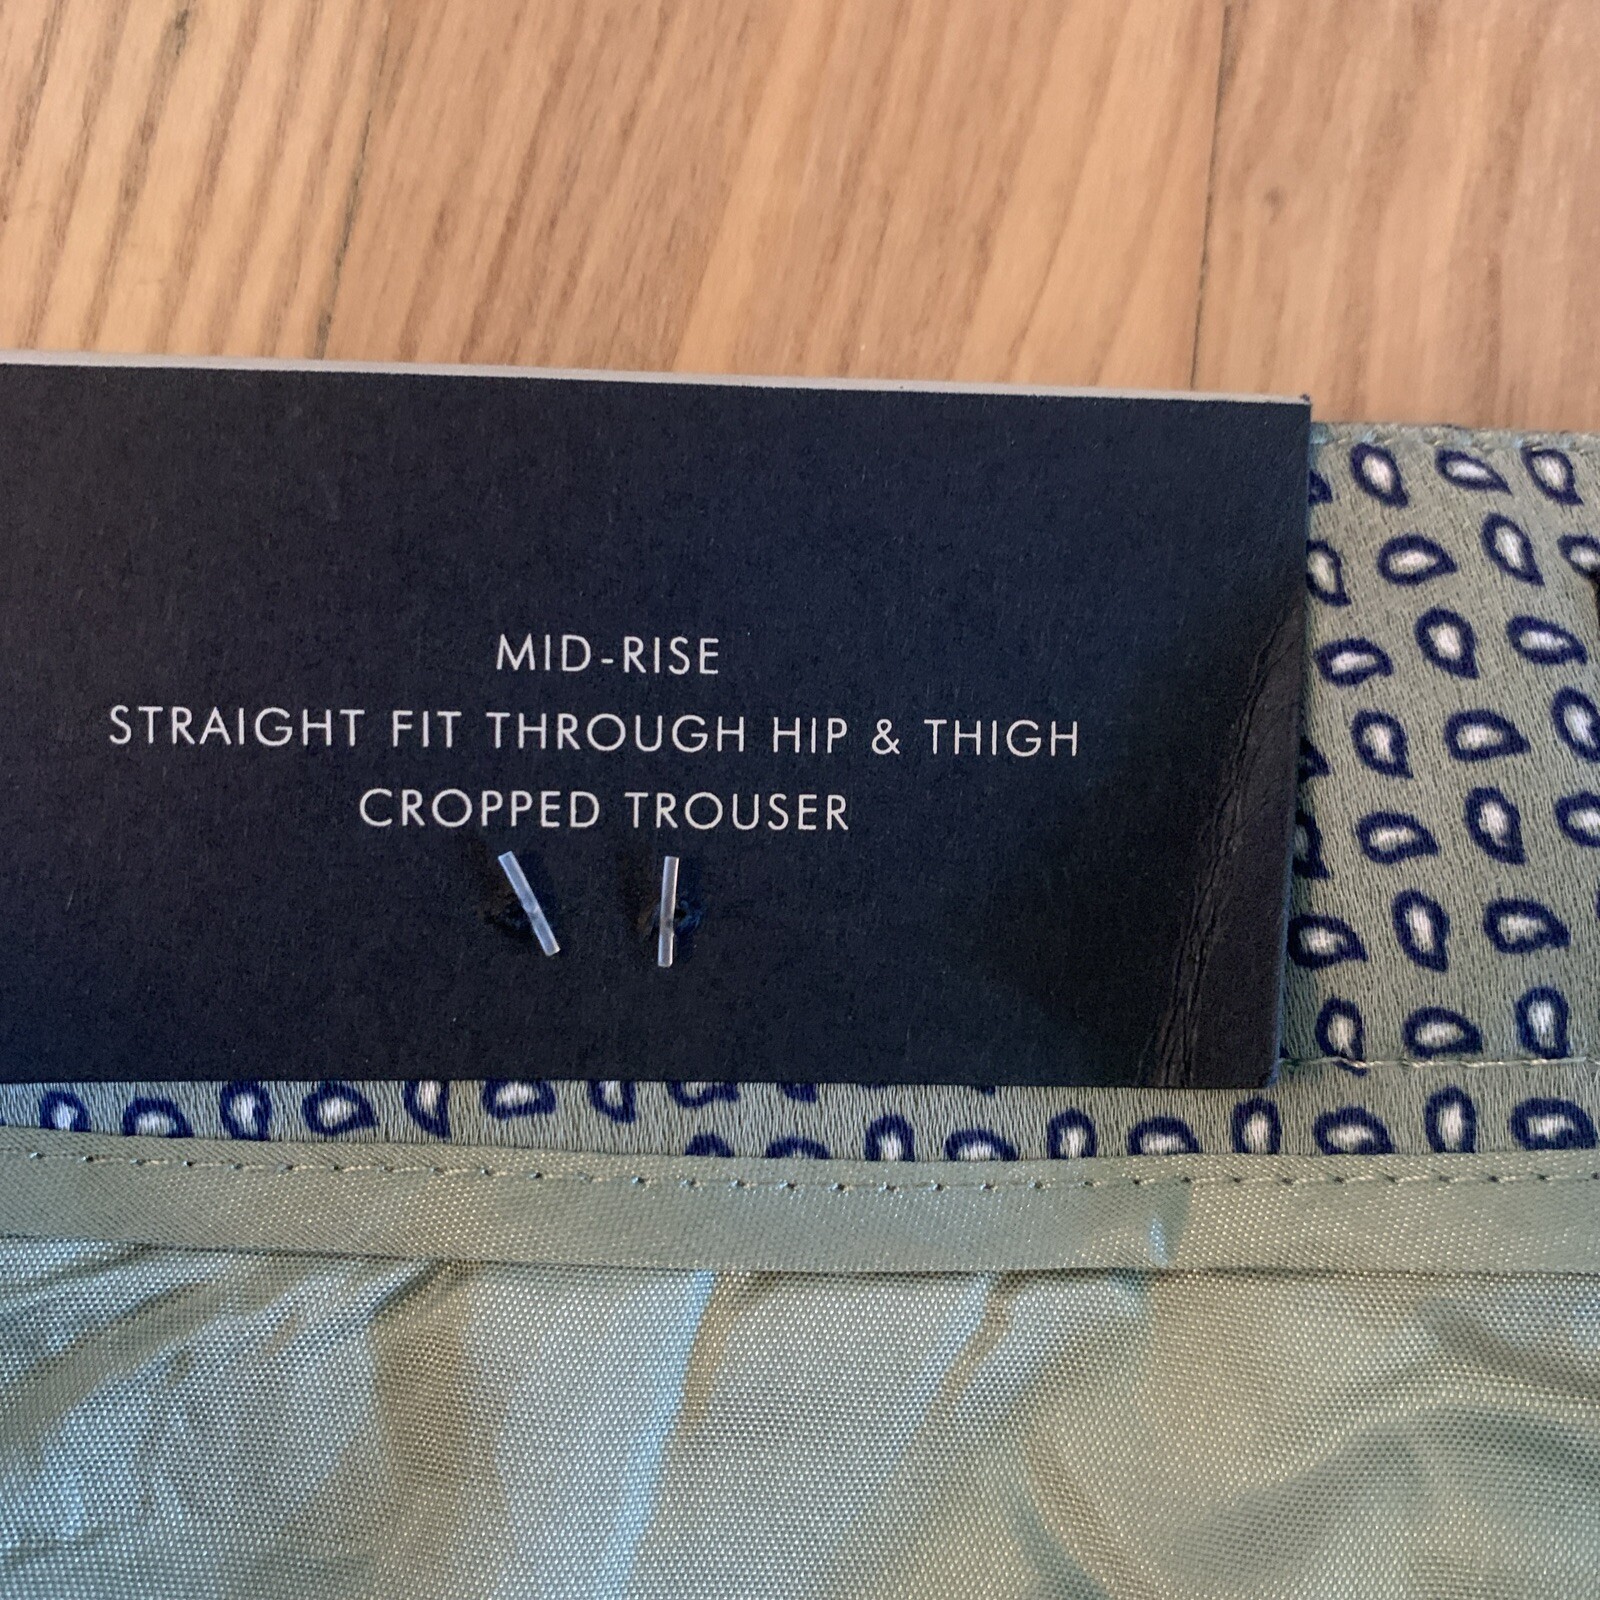 MID-RISE
STRAIGHT FIT THROUGH HIP & THIGH
CROPPED TROUSER